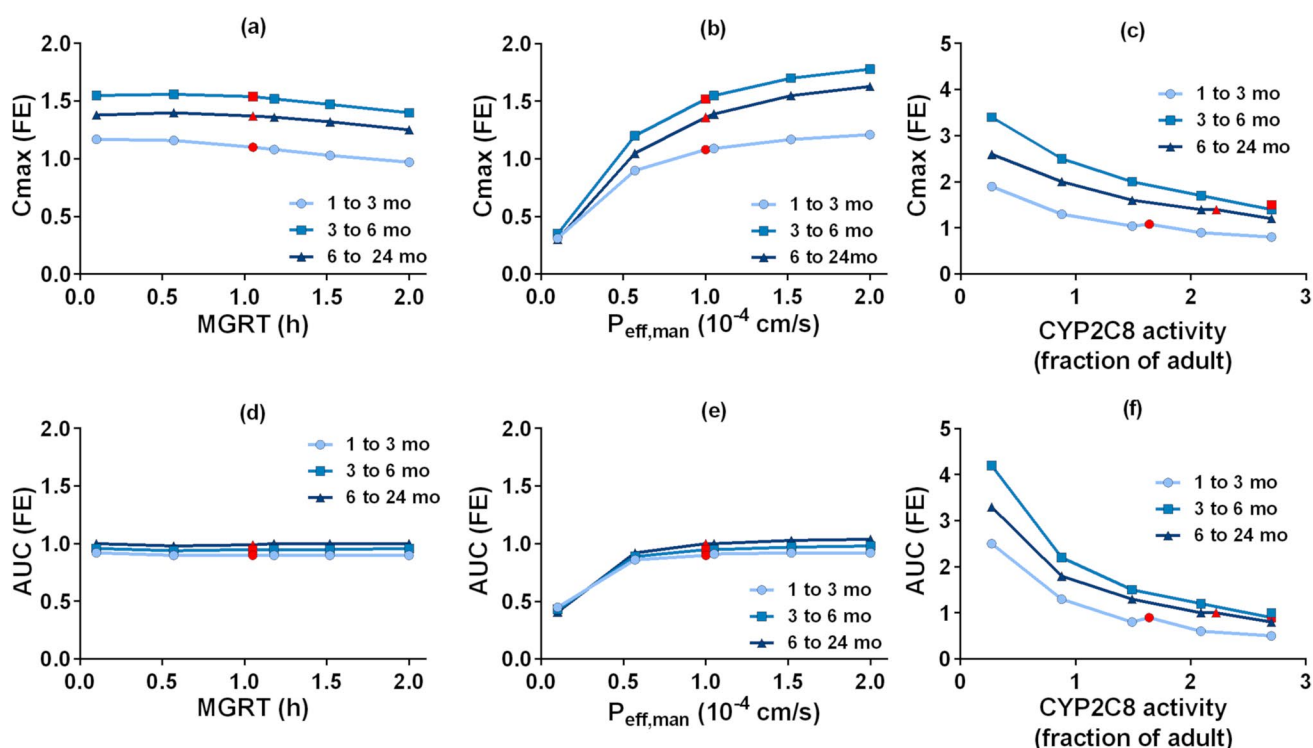 (a)
2.0
1.5
1.0
0.5
0.0
Cmax (FE)
1 to 3 mo
3 to 6 mo
6 to 24 mo
0.0 0.5 1.0 1.5 2.0
MGRT (h)
(b)
2.0
1.5
1.0
0.5
0.0
Cmax (FE)
1 to 3 mo
3 to 6 mo
6 to 24mo
0.0 0.5 1.0 1.5 2.0
Peff,man (10-4 cm/s)
(c)
5
4
3
2
1
0
Cmax (FE)
1 to 3 mo
3 to 6 mo
6 to 24 mo
0 1 2 3
CYP2C8 activity
(fraction of adult)
(d)
2.0
1.5
1.0
0.5
0.0
AUC (FE)
1 to 3 mo
3 to 6 mo
6 to 24 mo
0.0 0.5 1.0 1.5 2.0
MGRT (h)
(e)
2.0
1.5
1.0
0.5
0.0
AUC (FE)
1 to 3 mo
3 to 6 mo
6 to 24 mo
0.0 0.5 1.0 1.5 2.0
Peff,man (10-4 cm/s)
(f)
5
4
3
2
1
0
AUC (FE)
1 to 3 mo
3 to 6 mo
6 to 24 mo
0 1 2 3
CYP2C8 activity
(fraction of adult)